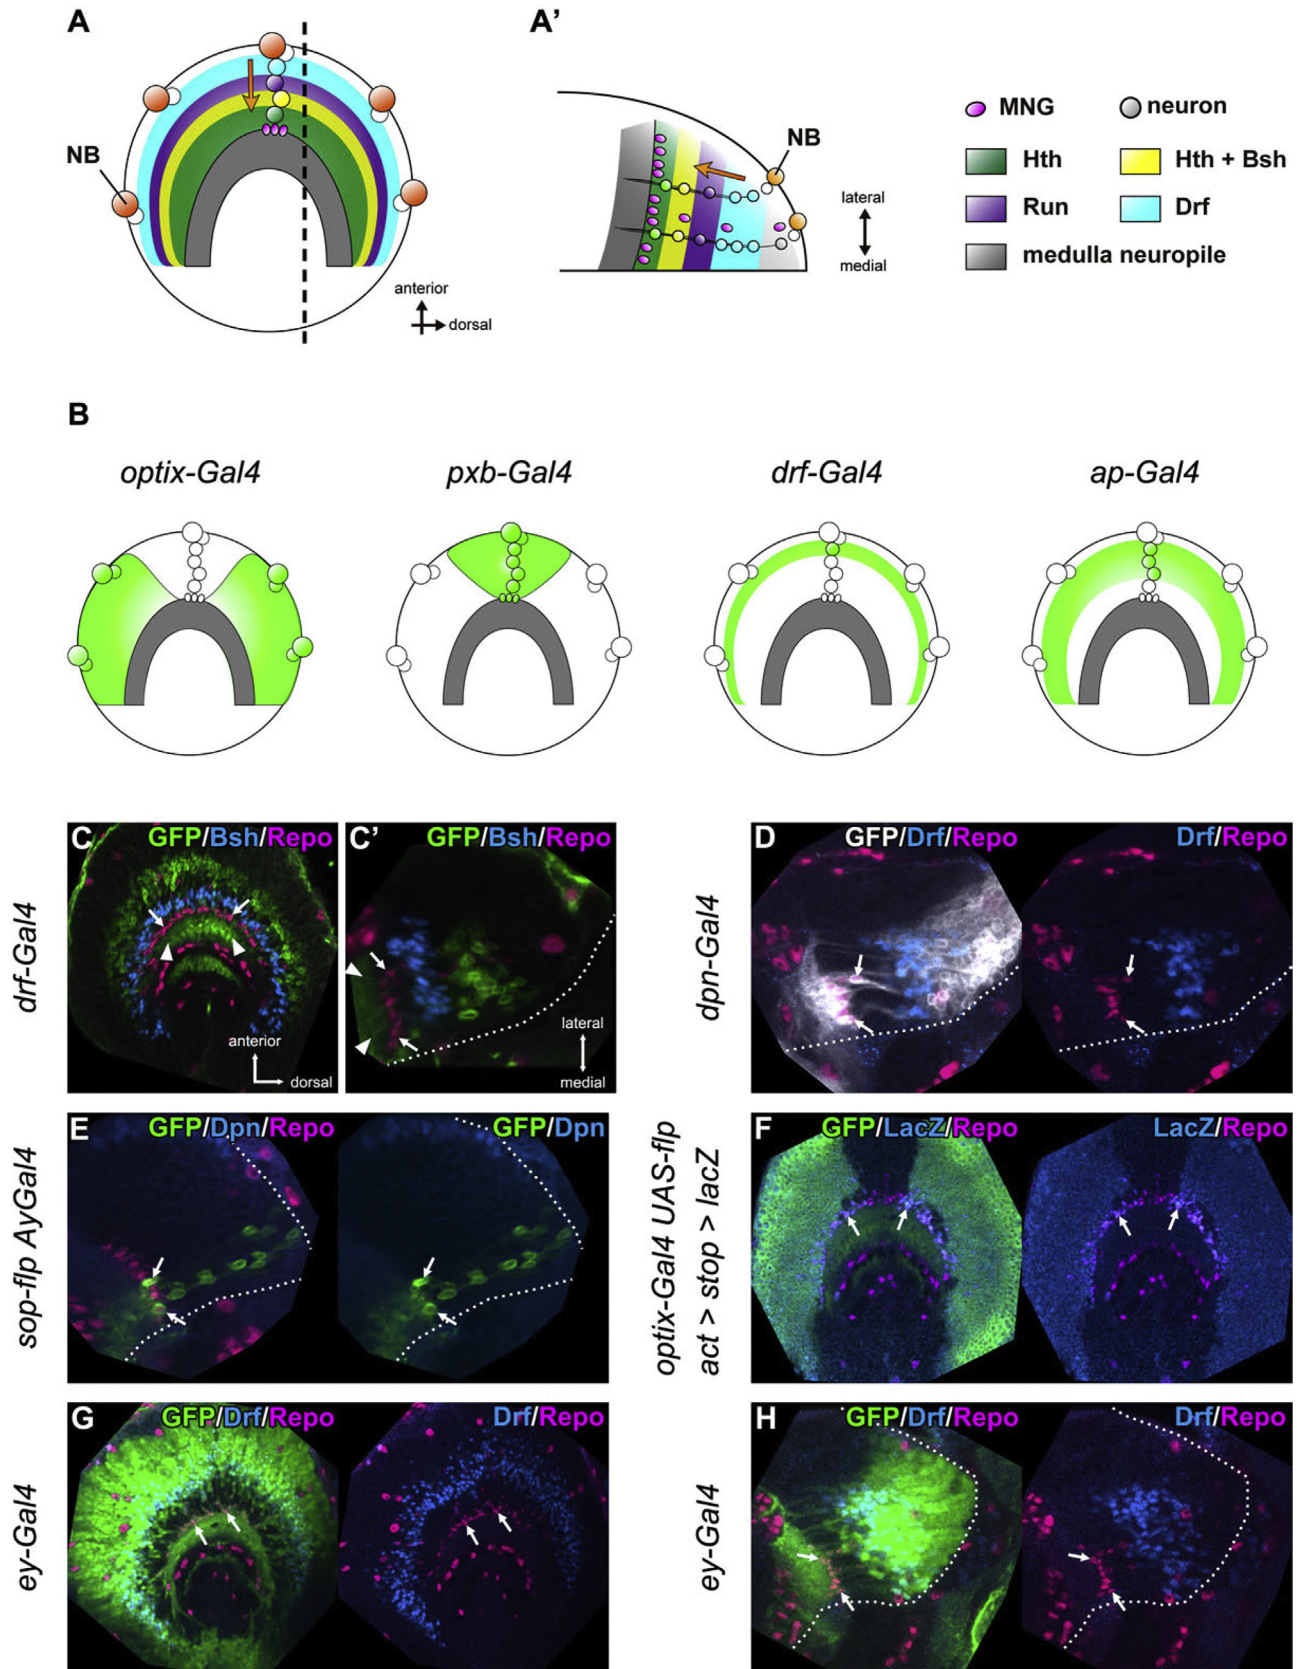 A
NB
anterior
dorsal
A'
NB
lateral
medial
MNG
neuron
Hth
Hth + Bsh
Run
Drf
medulla neuropile
B
optix-Gal4
pxb-Gal4
drf-Gal4
ap-Gal4
drf-Gal4
C
GFP/Bsh/Repo
anterior
dorsal
C'
GFP/Bsh/Repo
lateral
medial
dpn-Gal4
D
GFP/Drf/Repo
Drf/Repo
sop-flp AyGal4
E
GFP/Dpn/Repo
GFP/Dpn
optix-Gal4 UAS-flp
act > stop > lacZ
F
GFP/LacZ/Repo
LacZ/Repo
ey-Gal4
G
GFP/Drf/Repo
Drf/Repo
ey-Gal4
H
GFP/Drf/Repo
Drf/Repo